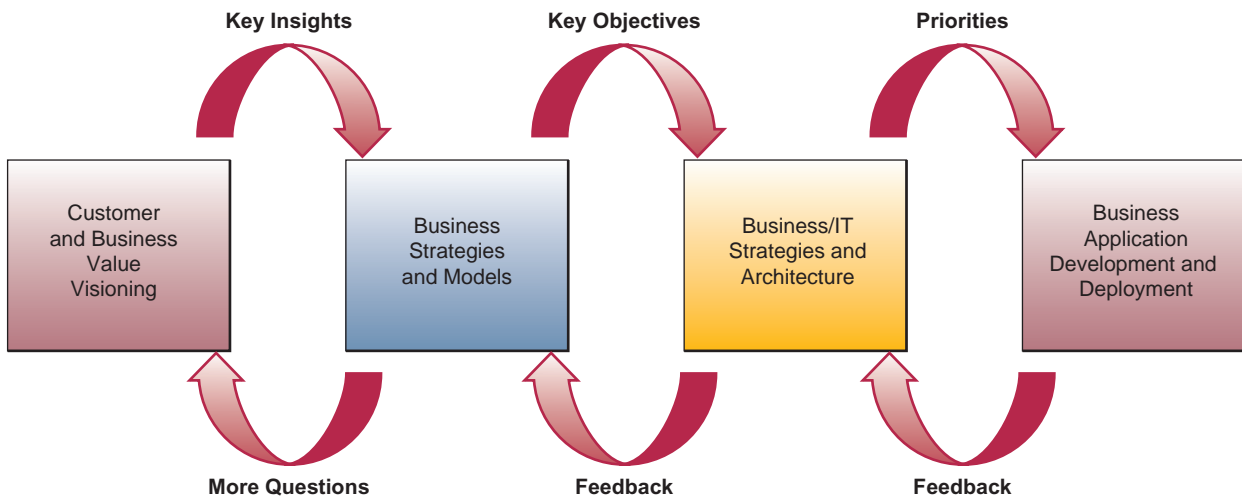 Key Insights
Key Objectives
Priorities
Customer
and Business
Value
Visioning
Business
Strategies
and Models
Business/IT
Strategies and
Architecture
Business
Application
Development and
Deployment
More Questions
Feedback
Feedback